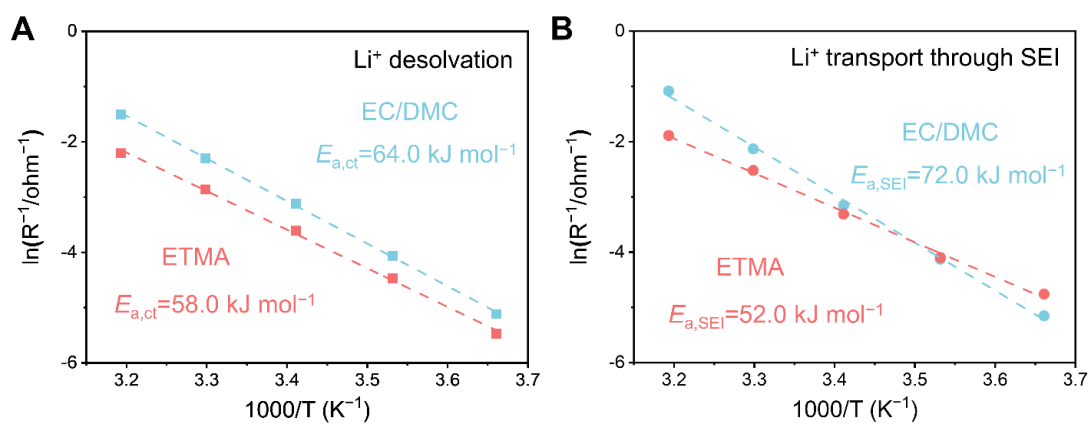 A
Li⁺ desolvation
EC/DMC
Eₐ,ct=64.0 kJ mol⁻¹
ETMA
Eₐ,ct=58.0 kJ mol⁻¹
ln(R⁻¹/ohm⁻¹)
0
-2
-4
-6
3.2 3.3 3.4 3.5 3.6 3.7
1000/T (K⁻¹)
B
Li⁺ transport through SEI
EC/DMC
Eₐ,SEI=72.0 kJ mol⁻¹
ETMA
Eₐ,SEI=52.0 kJ mol⁻¹
ln(R⁻¹/ohm⁻¹)
0
-2
-4
-6
3.2 3.3 3.4 3.5 3.6 3.7
1000/T (K⁻¹)